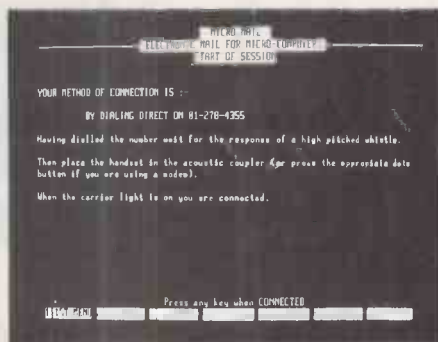 MICRO MAIL
ELECTRONIC MAIL FOR MICRO-COMPUTER
START OF SESSION
YOUR METHOD OF CONNECTION IS :-
BY DIALING DIRECT ON 01-278-4355
Having dialled the number wait for the response of a high pitched whistle.
Then place the handset in the acoustic coupler (or press the appropriate data
button if you are using a modem).
When the carrier light is on you are connected.
Press any key when CONNECTED
MENU